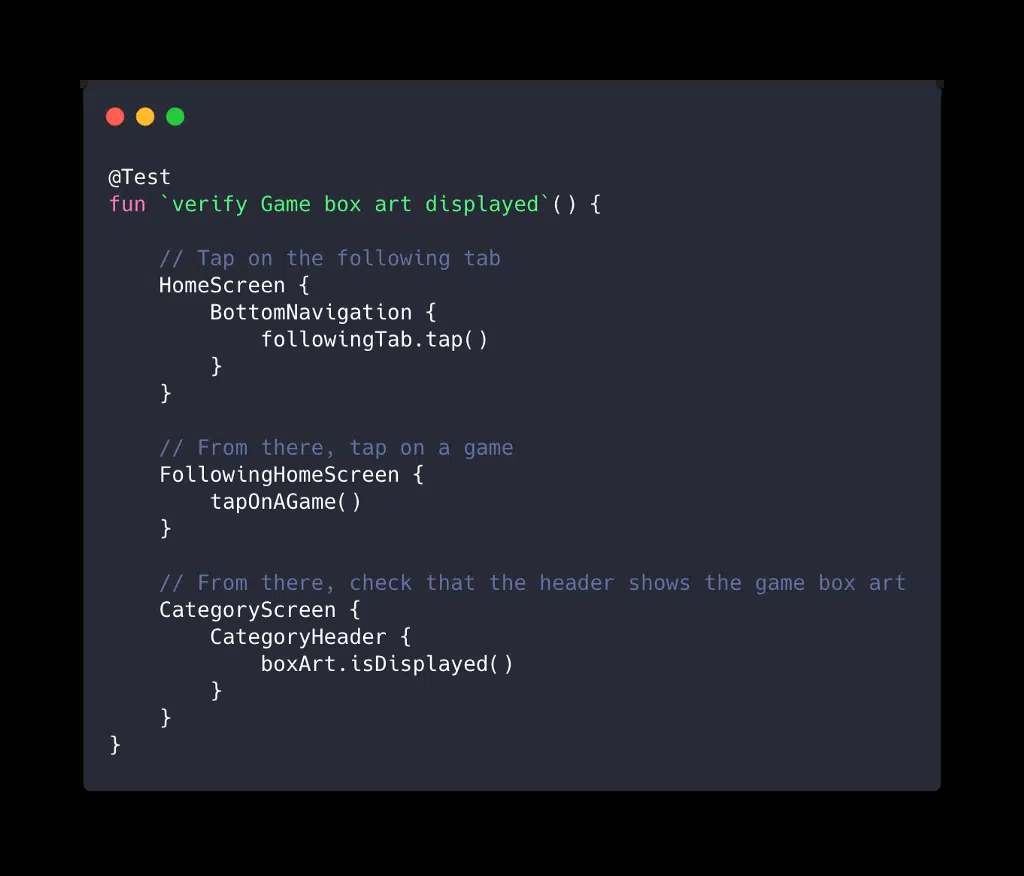 @Test
fun `verify Game box art displayed`() {
    // Tap on the following tab
    HomeScreen {
        BottomNavigation {
            followingTab.tap()
        }
    }
    // From there, tap on a game
    FollowingHomeScreen {
        tapOnAGame()
    }
    // From there, check that the header shows the game box art
    CategoryScreen {
        CategoryHeader {
            boxArt.isDisplayed()
        }
    }
}